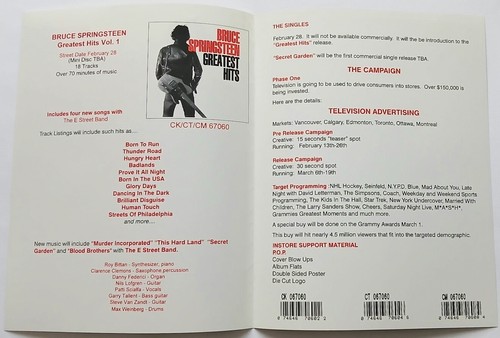 BRUCE SPRINGSTEEN
Greatest Hits Vol. 1
Street Date February 28
(Mini Disc TBA)
18 Tracks
Over 70 minutes of music
BRUCE
SPRINGSTEEN
GREATEST
HITS
CK/CT/CM 67060
Includes four new songs with
The E Street Band
Track Listings will include such hits as....
Born To Run
Thunder Road
Hungry Heart
Badlands
Prove it All Night
Born In The USA
Glory Days
Dancing In The Dark
Brilliant Disguise
Human Touch
Streets Of Philadelphia
and more....
New music will include "Murder Incorporated" "This Hard Land" "Secret
Garden" and "Blood Brothers" with The E Street Band.
Roy Bittan - Synthesizer, piano
Clarence Clemons - Saxophone percussion
Danny Federici - organ
Nils Lofgren - Guitar
Patti Scialfa - Vocals
Garry Tallent - Bass guitar
Steve Van Zandt - Guitar
Max Weinberg - Drums
THE SINGLES
February 28. It will not be available commercially. It will be the introduction to the
"Greatest Hits" release.
"Secret Garden" will be the first commercial single release TBA.
THE CAMPAIGN
Phase One
Television is going to be used to drive consumers into stores. Over $150,000 is
being invested.
Here are the details:
TELEVISION ADVERTISING
Markets: Vancouver, Calgary, Edmonton, Toronto, Ottawa, Montreal
Pre Release Campaign
Creative: 15 seconds "teaser" spot
Running: February 13th-26th
Release Campaign
Creative: 30 second spot
Running: March 6th-19th
Target Programming :NHL Hockey, Seinfeld, N.Y.P.D. Blue, Mad About You, Late
Night with David Letterman, The Simpsons, Coach, Weekday and Weekend Sports
Programming, The Kids In The Hall, Star Trek, New York Undercover, Married With
Children, The Larry Sanders Show, Cheers, Saturday Night Live, M*A*S*H*,
Grammies Greatest Moments and much more.
A special buy will be done on the Grammy Awards March 1.
This buy will hit nearly 4.5 million viewers that fit into the targeted demographic.
INSTORE SUPPORT MATERIAL
P.O.P.
Cover Blow Ups
Album Flats
Double Sided Poster
Die Cut Logo
CK 067060
CT 067060
CM 067060